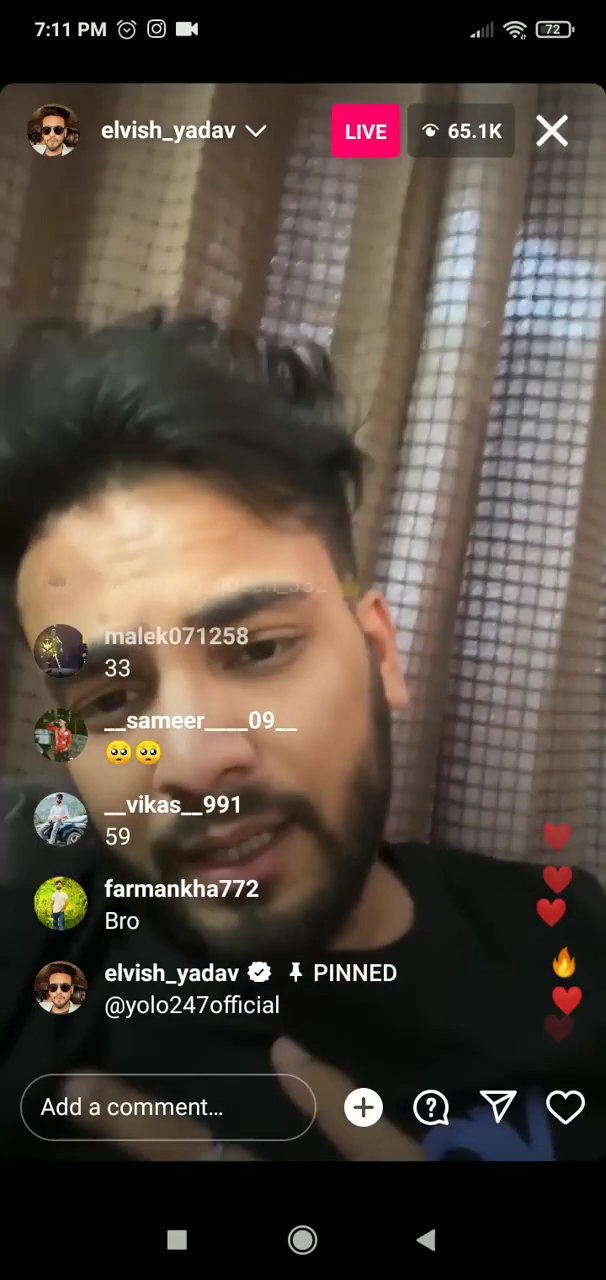 7:11 PM
72
elvish_yadav
LIVE
65.1K
malek071258
33
__sameer____09__
🥺🥺
__vikas__991
59
farmankha772
Bro
elvish_yadav PINNED
@yolo247official
Add a comment...